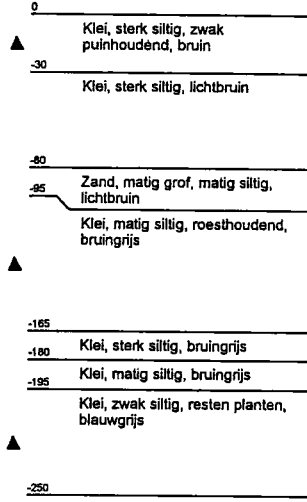 0
Klei, sterk siltig, zwak
puinhoudend, bruin
-30
Klei, sterk siltig, lichtbruin
-80
Zand, matig grof, matig siltig,
lichtbruin
-95
Klei, matig siltig, roesthoudend,
bruingrijs
-165
Klei, sterk siltig, bruingrijs
-180
Klei, matig siltig, bruingrijs
-195
Klei, zwak siltig, resten planten,
blauwgrijs
-250